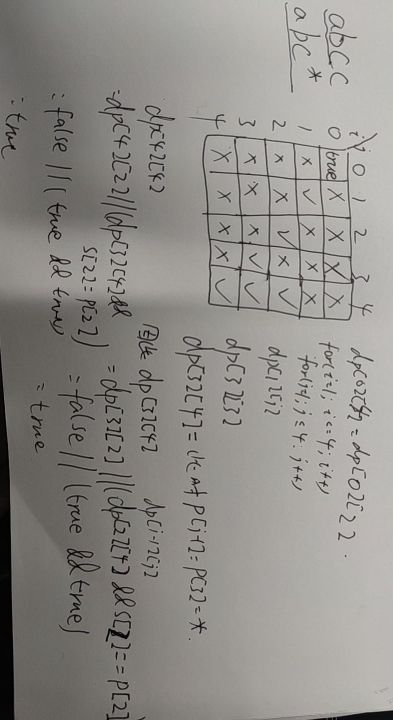 abcc
abc*
i\j 0 1 2 3 4
0 true × × × ×
1 × ✓ × × ×
2 × × ✓ × ✓
3 × × × ✓ ✓
4 × × × × ✓
dp[0][4] = dp[0][2].
for(i=1; i<=4; i++)
for(j=1; j≤4. j++)
dp[i][j]
dp[3][3]
dp[3][4] = 此时 P[j-1]=P[3]=*.
dp[4][4]
=dp[4][2]||(dp[3][4]&&
s[2]=p[2])
= false || (true && true)
= true
因此 dp[3][4] dp[i-1][j]
= dp[3][2] ||(dp[2][4] && s[2]==p[2]
= false || (true && true)
= true